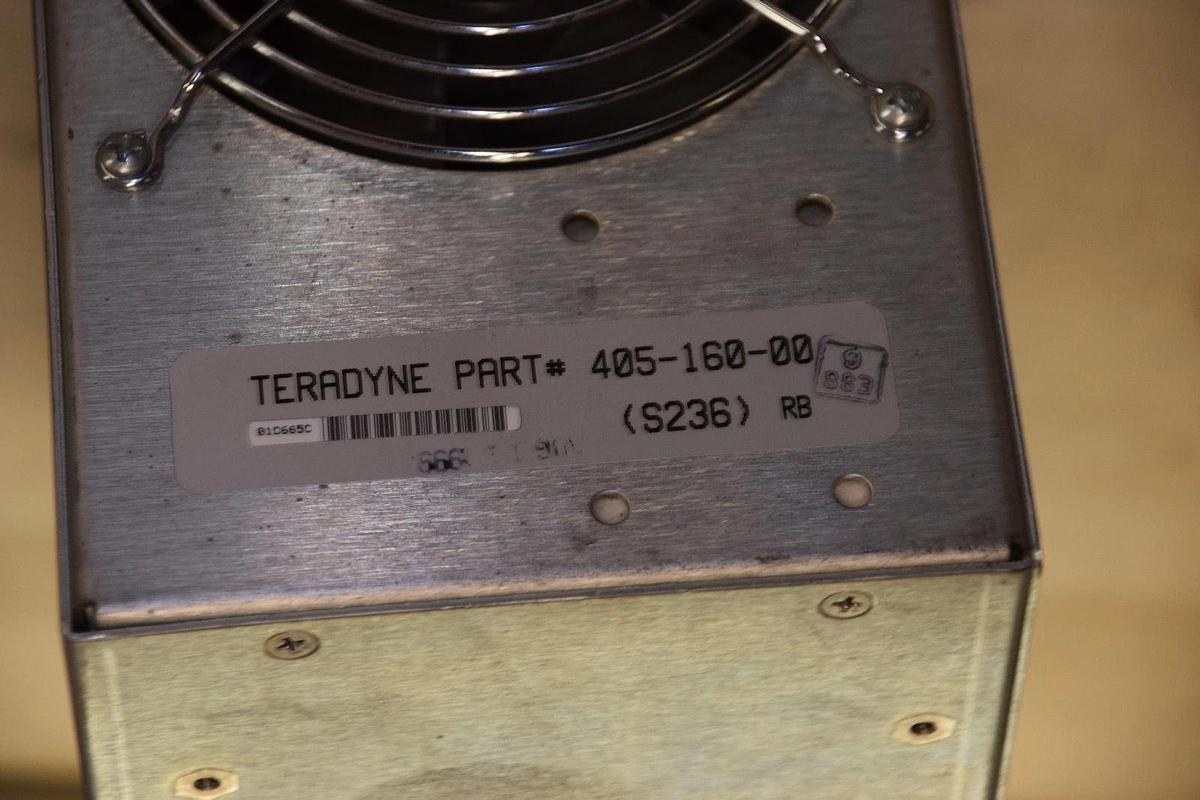 TERADYNE PART# 405-160-00
9
883
01C665C
(S236) RB